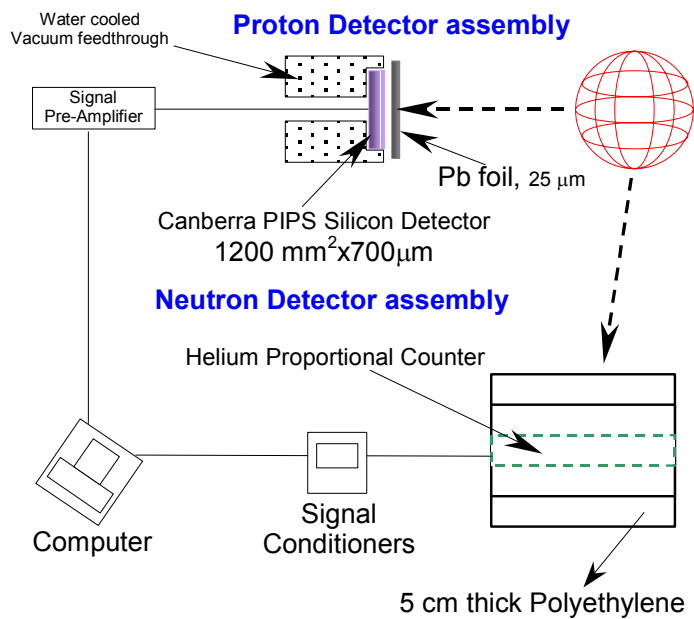 Proton Detector assembly
Water cooled
Vacuum feedthrough
Signal
Pre-Amplifier
Pb foil, 25 μm
Canberra PIPS Silicon Detector
1200 mm²x700μm
Neutron Detector assembly
Helium Proportional Counter
Computer
Signal
Conditioners
5 cm thick Polyethylene